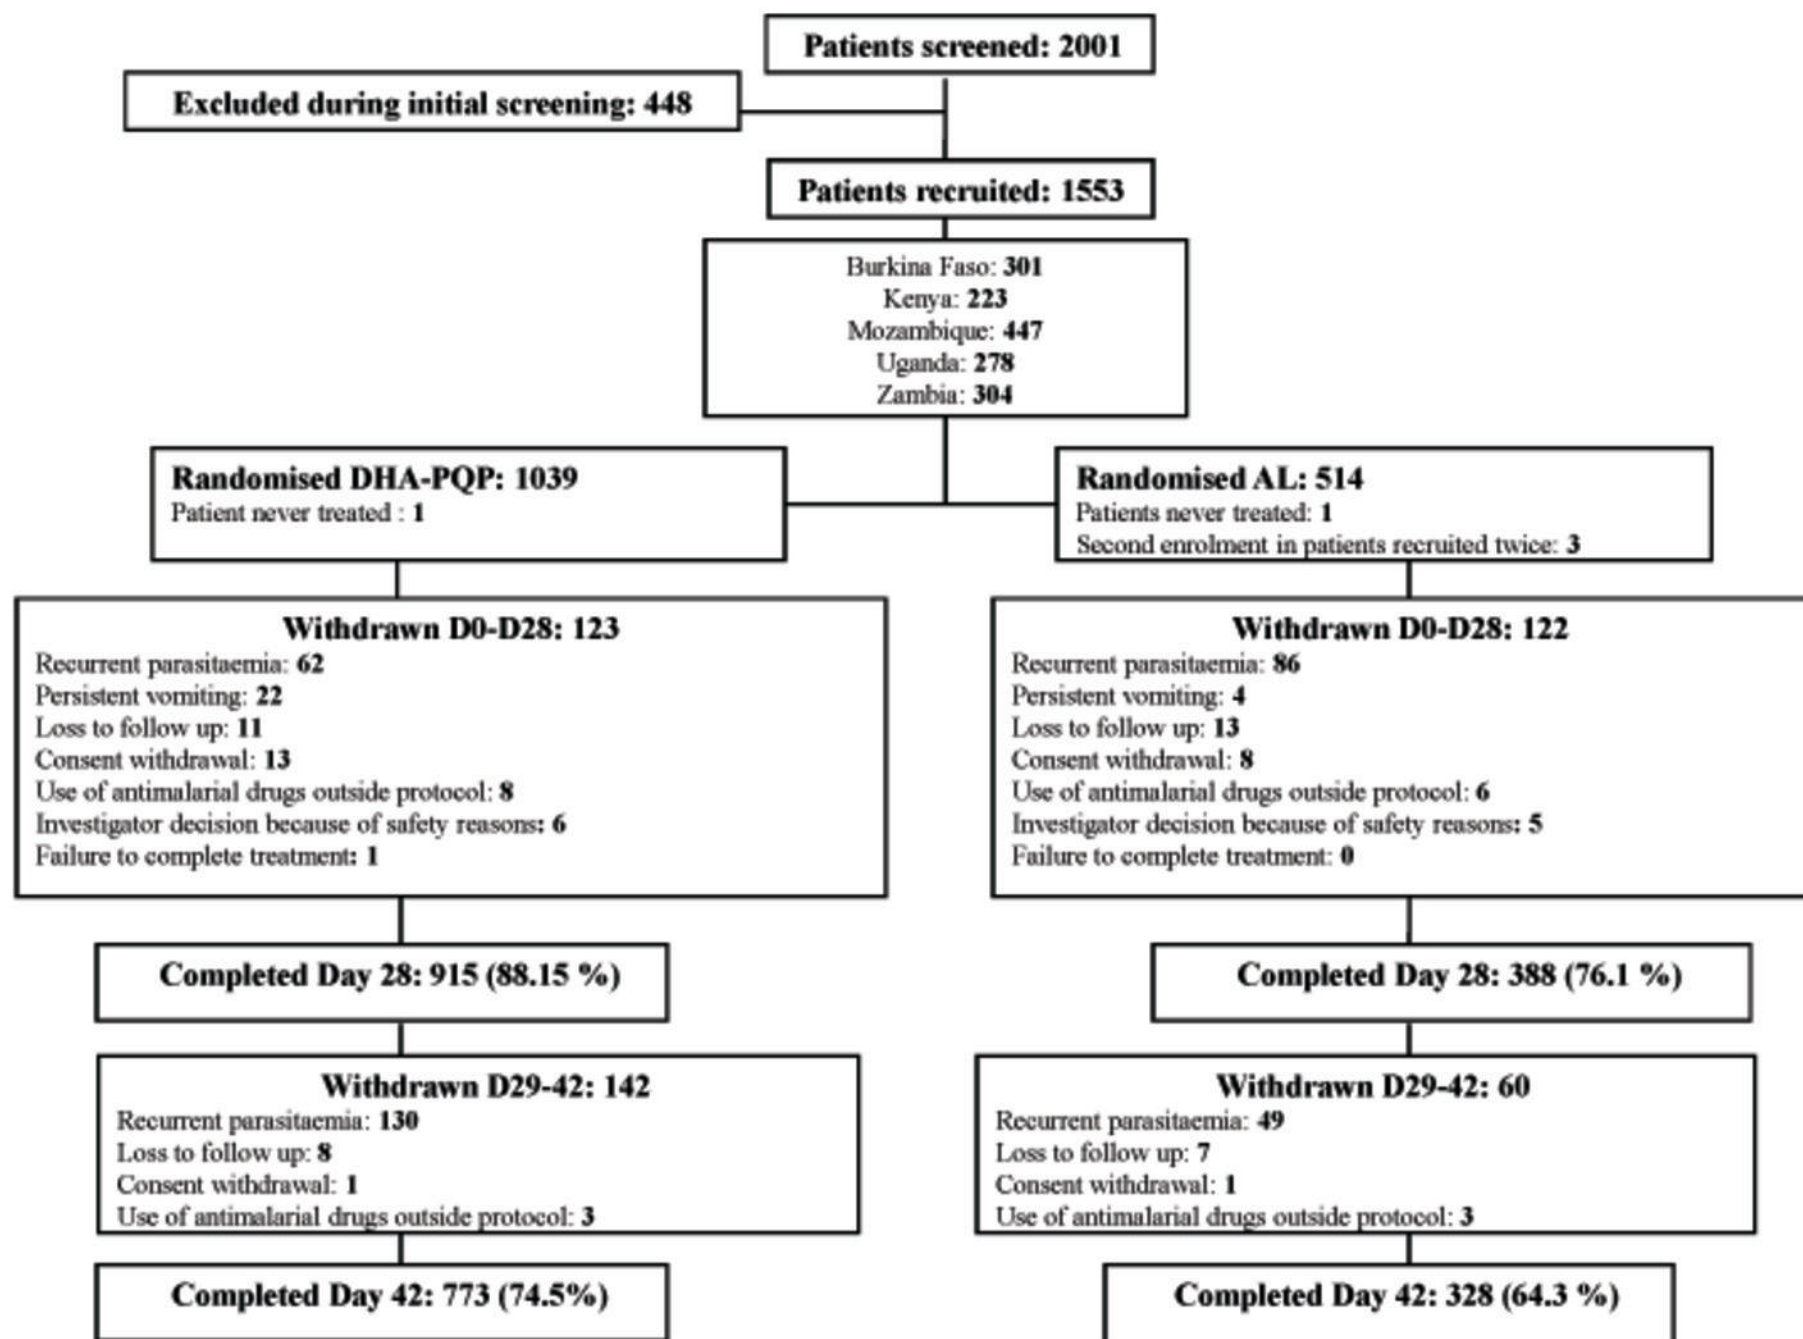 Patients screened: 2001
Excluded during initial screening: 448
Patients recruited: 1553
Burkina Faso: 301
Kenya: 223
Mozambique: 447
Uganda: 278
Zambia: 304
Randomised DHA-PQP: 1039
Patient never treated : 1
Randomised AL: 514
Patients never treated: 1
Second enrolment in patients recruited twice: 3
Withdrawn D0-D28: 123
Recurrent parasitaemia: 62
Persistent vomiting: 22
Loss to follow up: 11
Consent withdrawal: 13
Use of antimalarial drugs outside protocol: 8
Investigator decision because of safety reasons: 6
Failure to complete treatment: 1
Withdrawn D0-D28: 122
Recurrent parasitaemia: 86
Persistent vomiting: 4
Loss to follow up: 13
Consent withdrawal: 8
Use of antimalarial drugs outside protocol: 6
Investigator decision because of safety reasons: 5
Failure to complete treatment: 0
Completed Day 28: 915 (88.15 %)
Completed Day 28: 388 (76.1 %)
Withdrawn D29-42: 142
Recurrent parasitaemia: 130
Loss to follow up: 8
Consent withdrawal: 1
Use of antimalarial drugs outside protocol: 3
Withdrawn D29-42: 60
Recurrent parasitaemia: 49
Loss to follow up: 7
Consent withdrawal: 1
Use of antimalarial drugs outside protocol: 3
Completed Day 42: 773 (74.5%)
Completed Day 42: 328 (64.3 %)